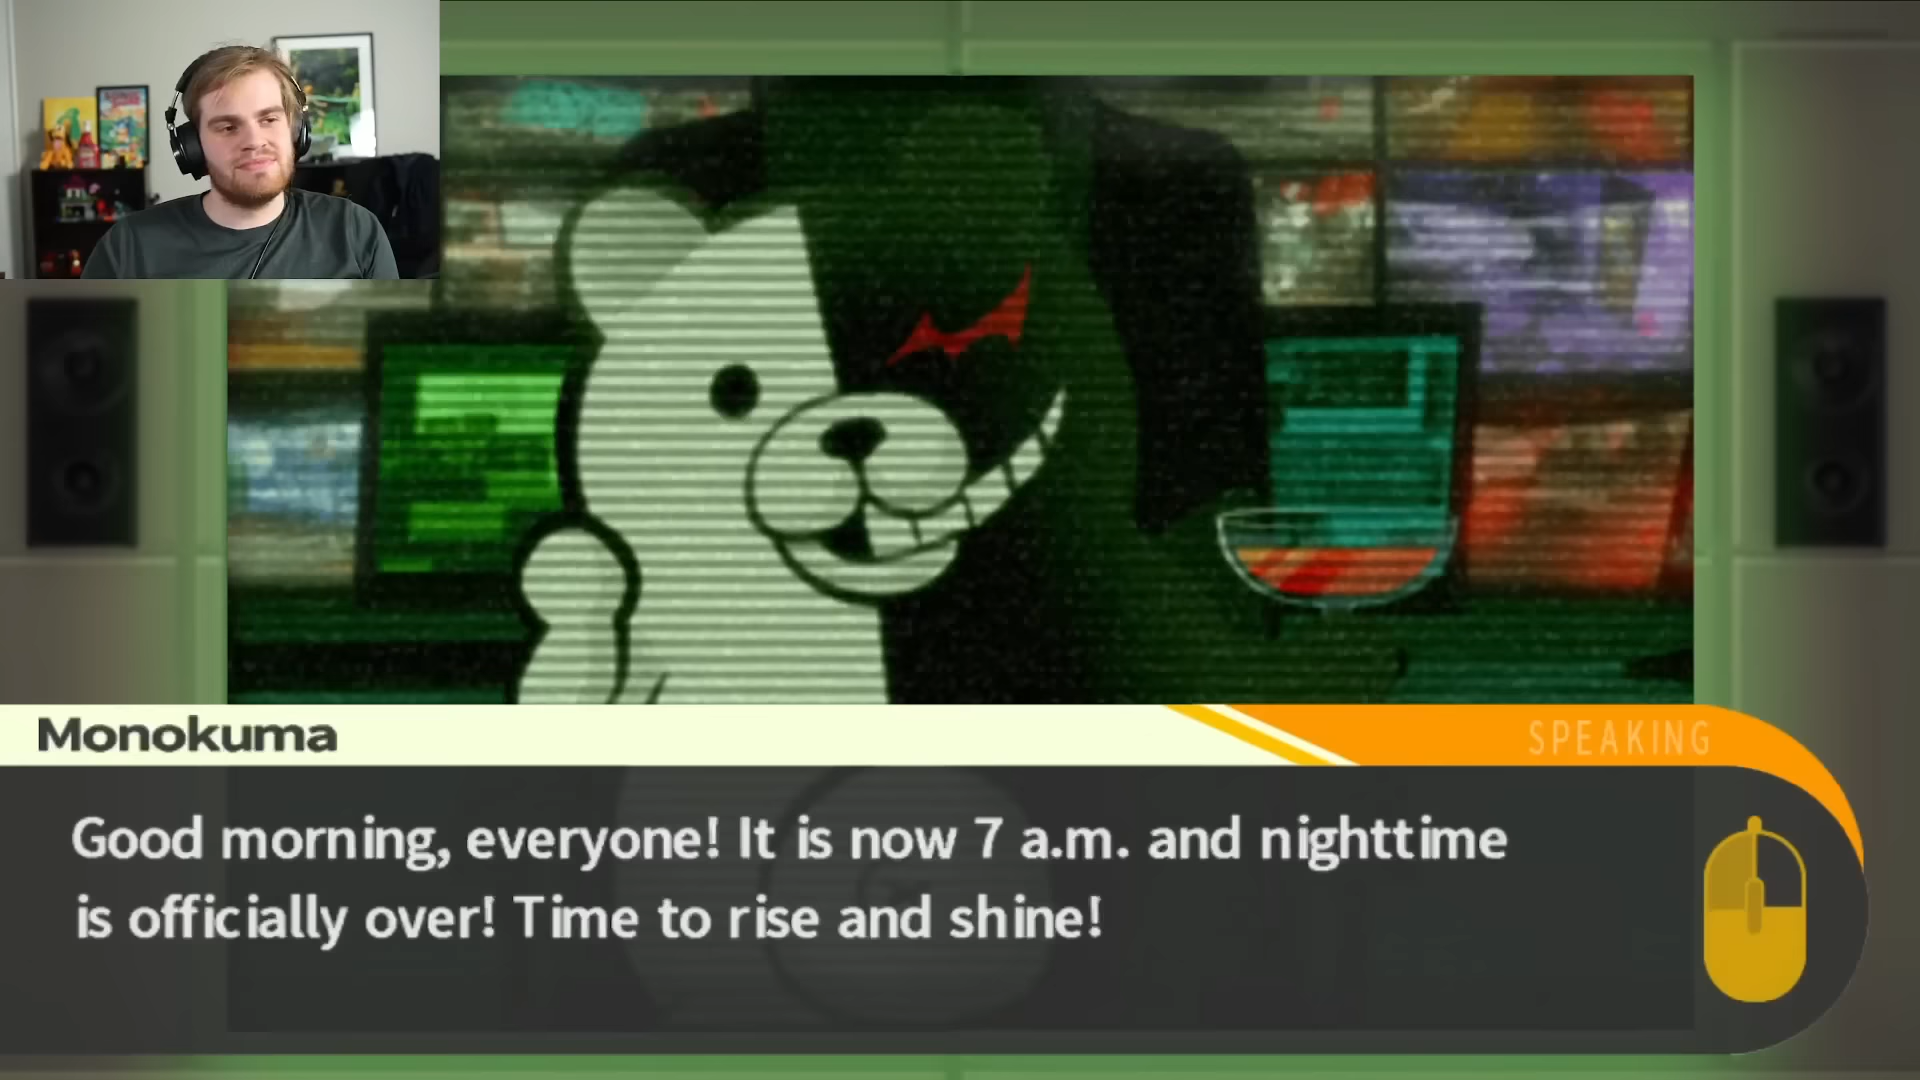 Monokuma
SPEAKING
Good morning, everyone! It is now 7 a.m. and nighttime
is officially over! Time to rise and shine!